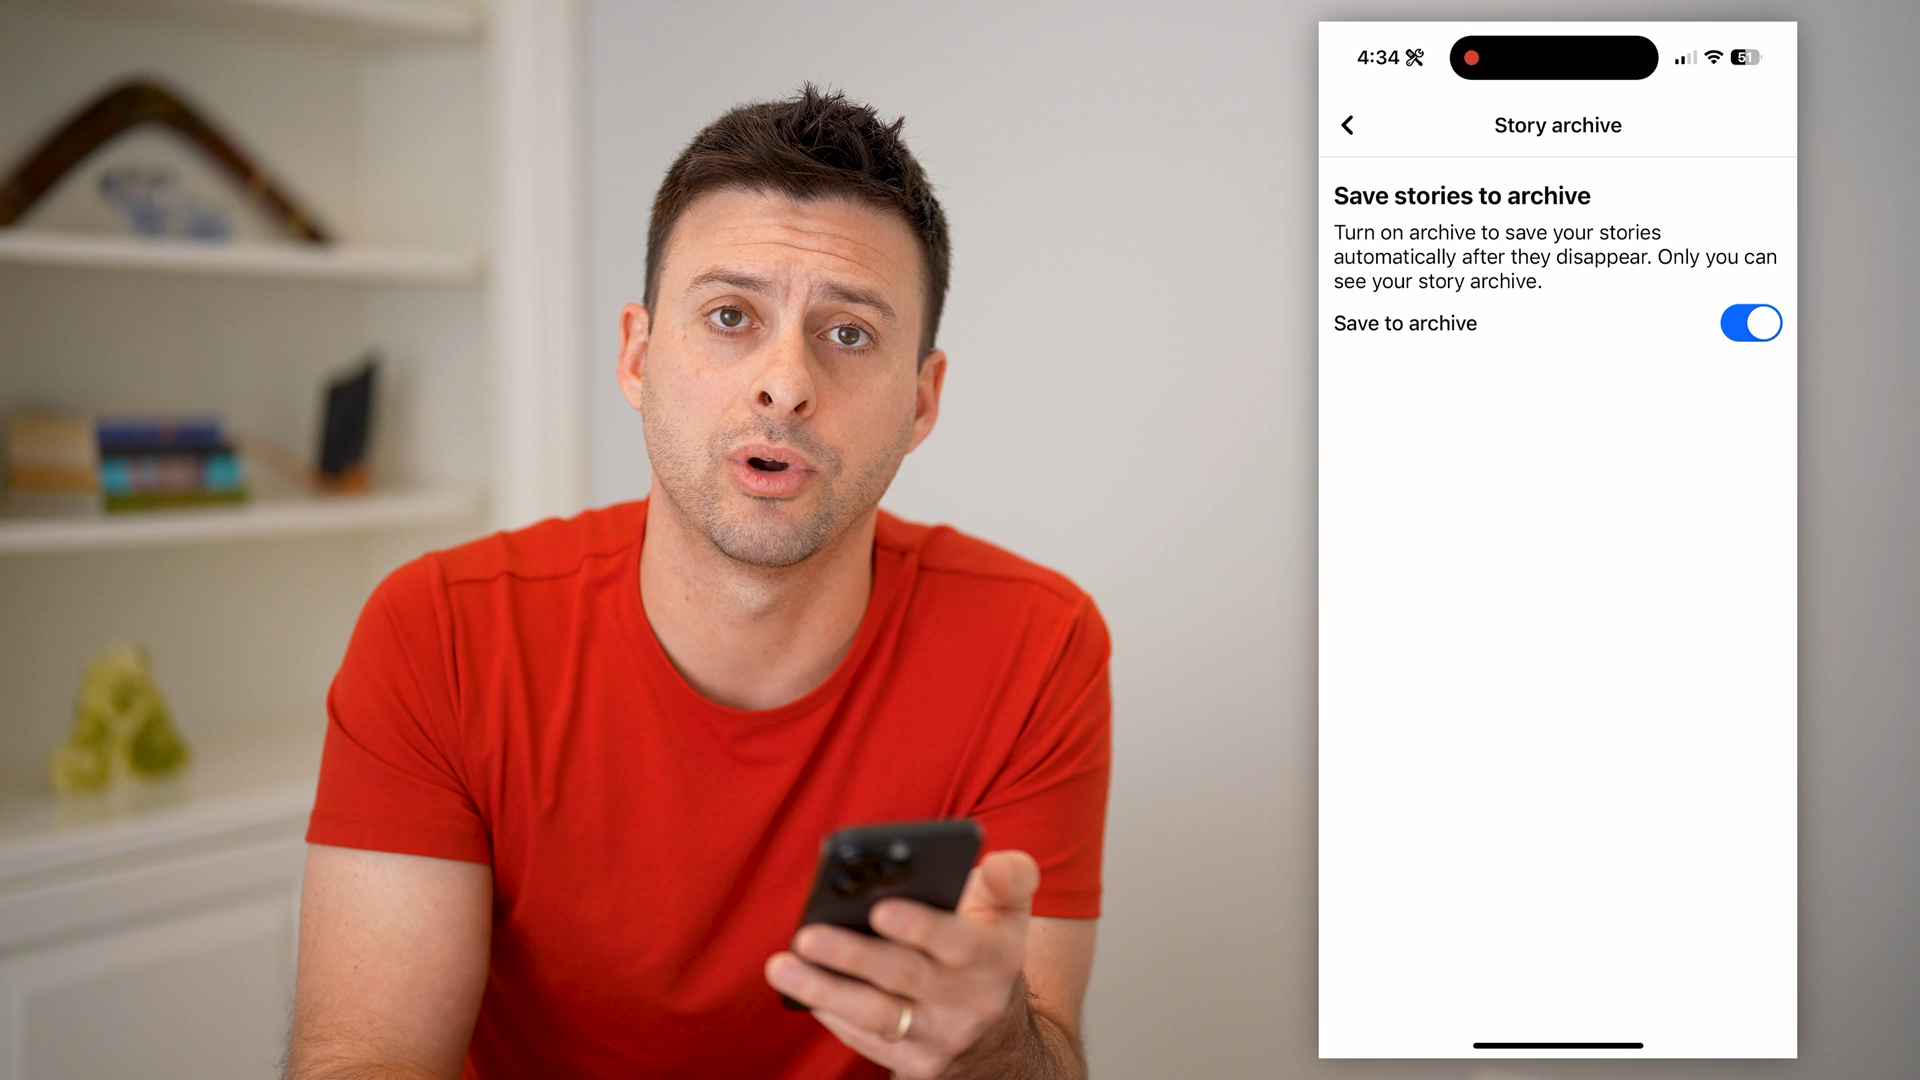 4:34
51
Story archive
Save stories to archive
Turn on archive to save your stories
automatically after they disappear. Only you can
see your story archive.
Save to archive